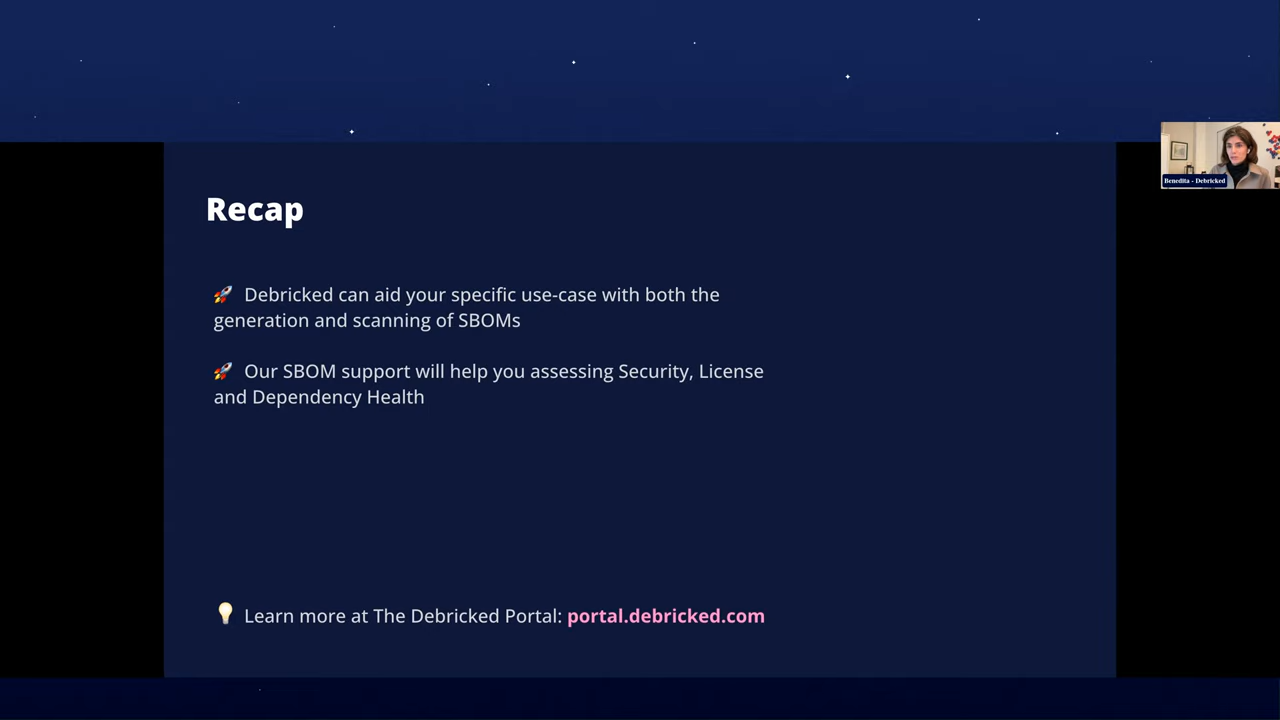 Recap
🚀 Debricked can aid your specific use-case with both the
generation and scanning of SBOMs
🚀 Our SBOM support will help you assessing Security, License
and Dependency Health
💡 Learn more at The Debricked Portal: portal.debricked.com
Benedita - Debricked